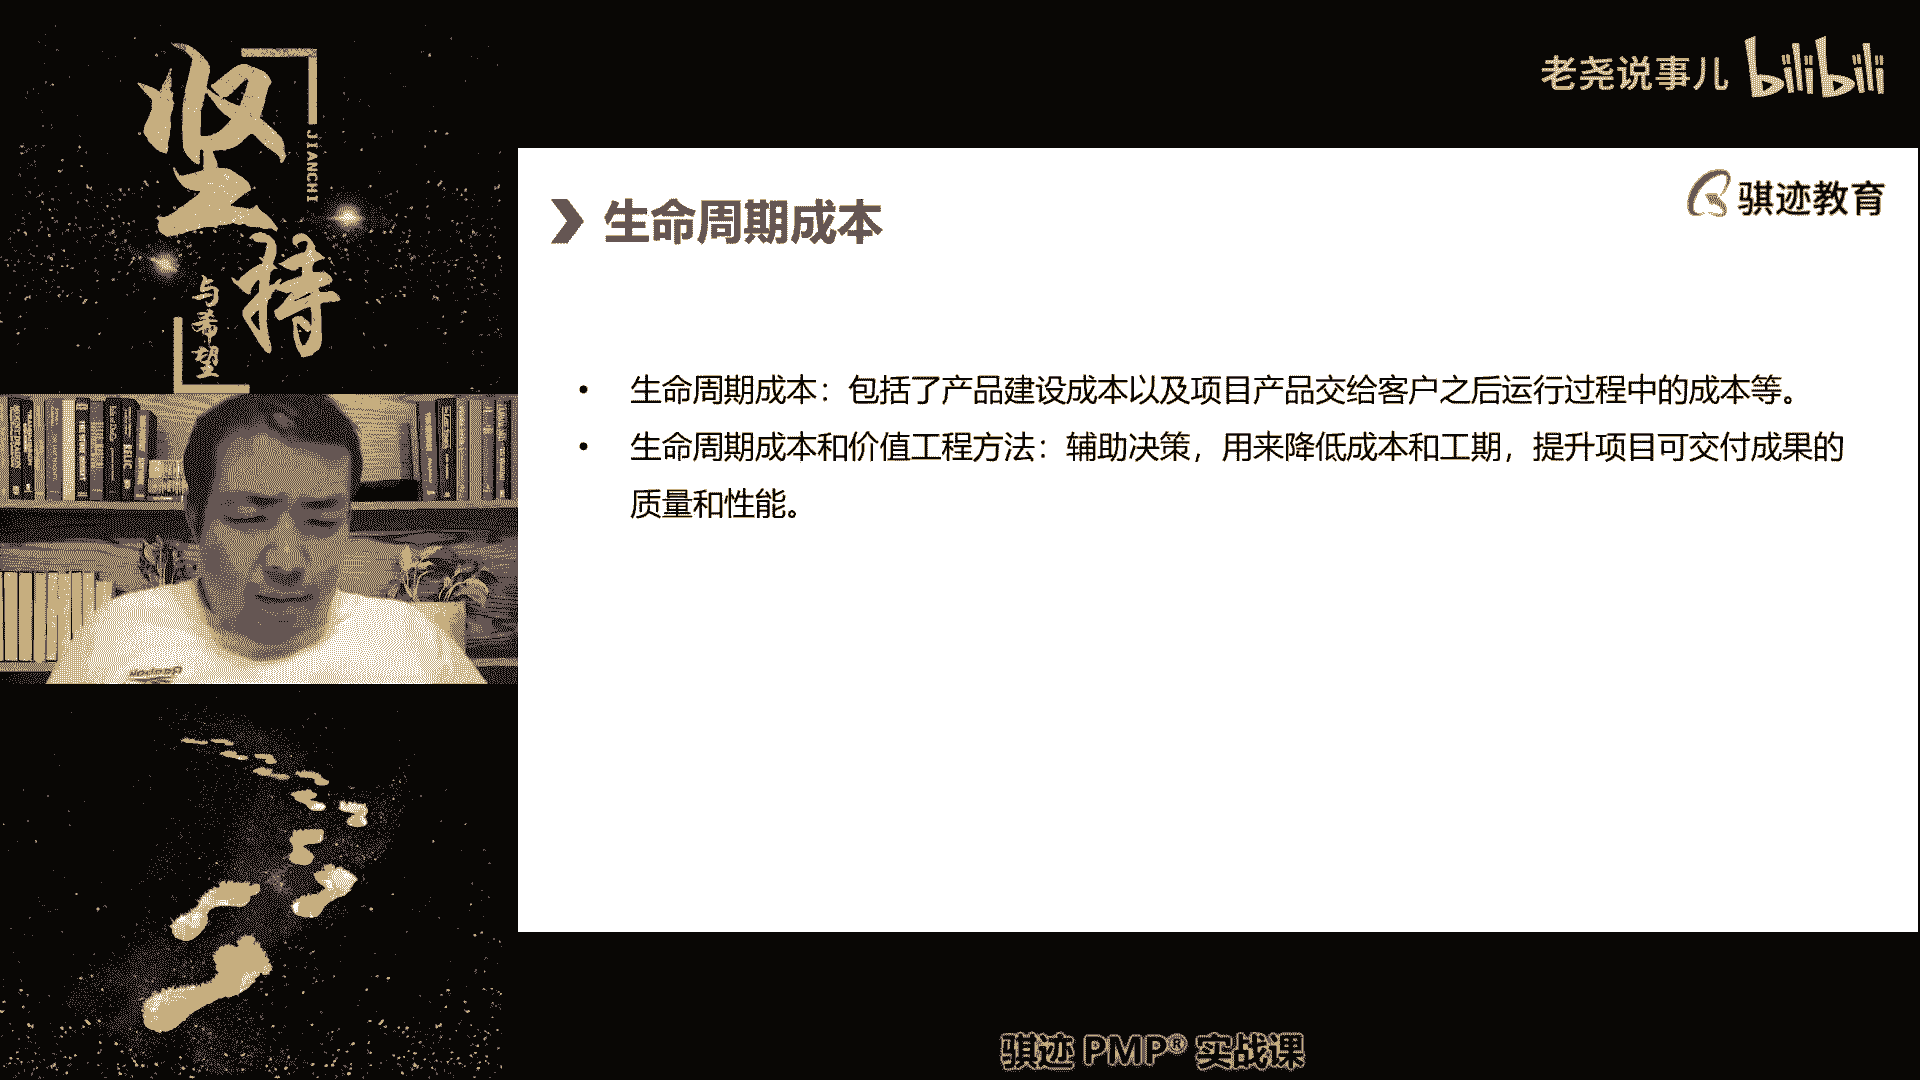 坚持
JIANCHI
与希望
老尧说事儿 bilibili
骐迹教育
生命周期成本
• 生命周期成本：包括了产品建设成本以及项目产品交给客户之后运行过程中的成本等。
• 生命周期成本和价值工程方法：辅助决策，用来降低成本和工期，提升项目可交付成果的
质量和性能。
骐迹 PMP® 实战课